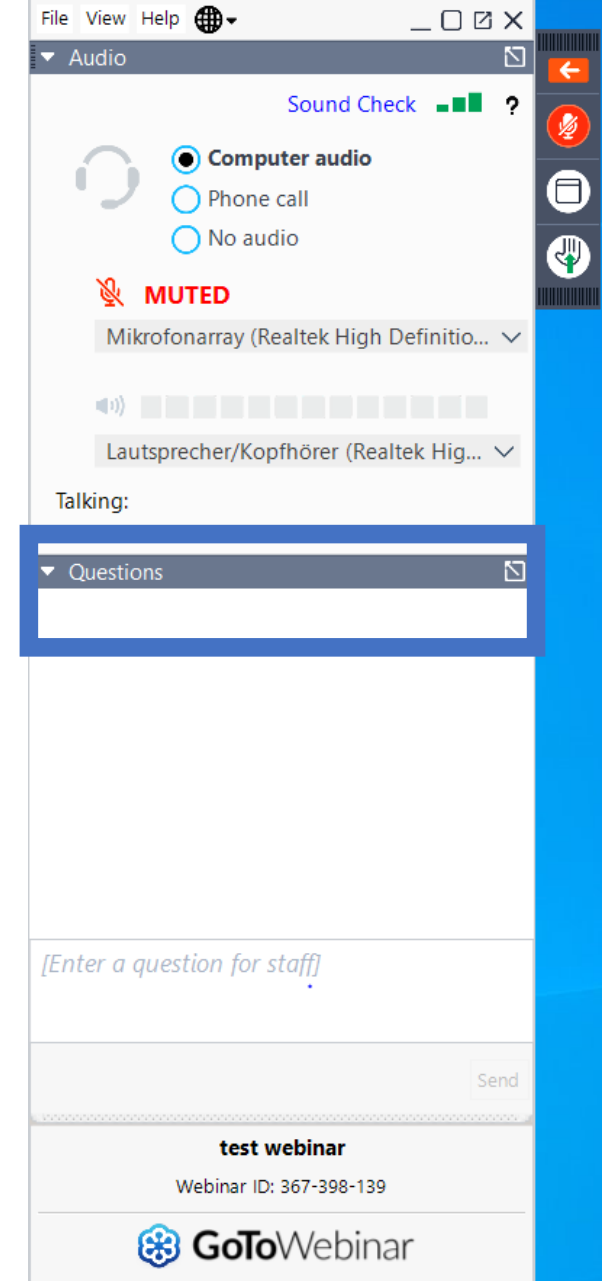 File View Help
Audio
Sound Check ?
Computer audio
Phone call
No audio
MUTED
Mikrofonarray (Realtek High Definitio...
Lautsprecher/Kopfhörer (Realtek Hig...
Talking:
Questions
[Enter a question for staff]
Send
test webinar
Webinar ID: 367-398-139
GoToWebinar